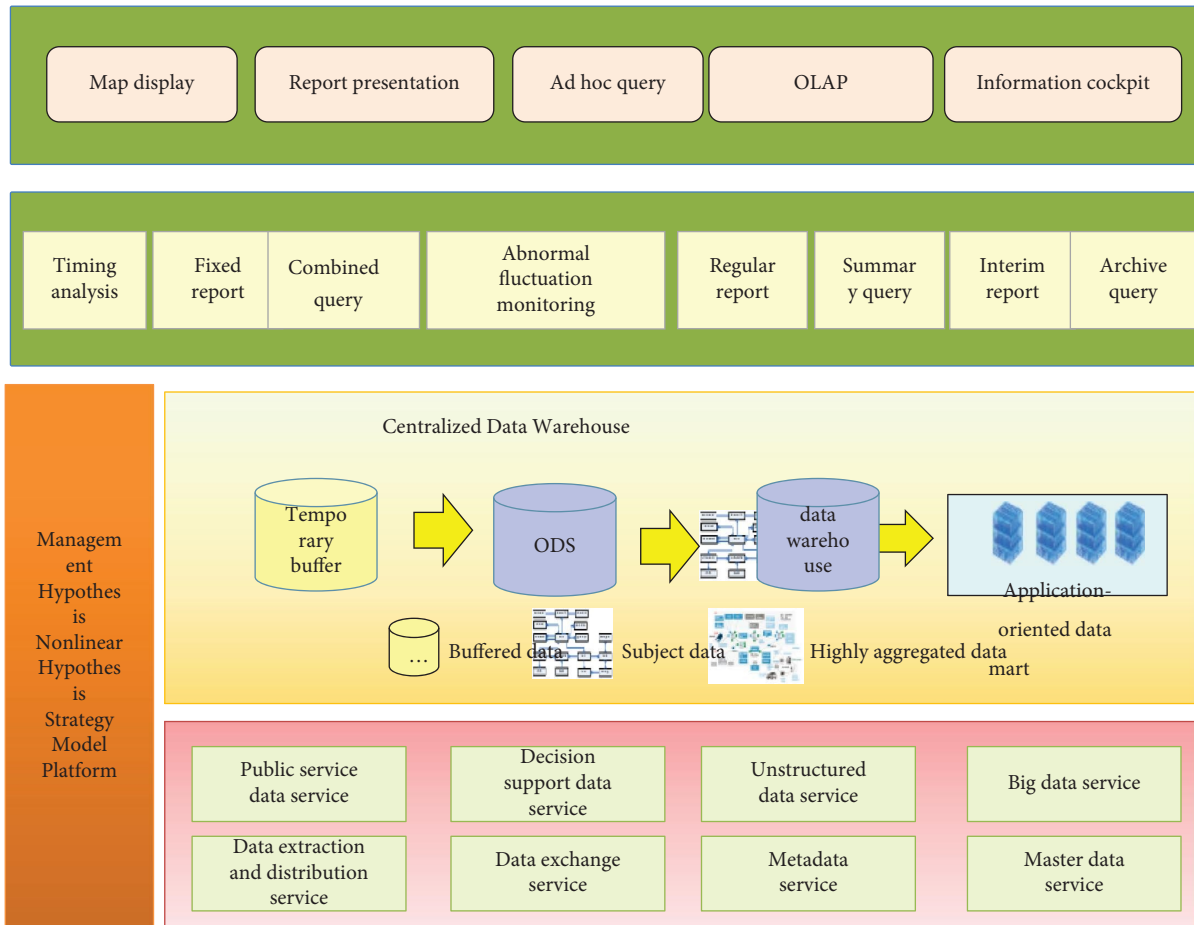 Map display
Report presentation
Ad hoc query
OLAP
Information cockpit
Timing
analysis
Fixed
report
Combined
query
Abnormal
fluctuation
monitoring
Regular
report
Summar
y query
Interim
report
Archive
query
Managem
ent
Hypothes
is
Nonlinear
Hypothes
is
Strategy
Model
Platform
Centralized Data Warehouse
Tempo
rary
buffer
ODS
data
wareho
use
Application-
oriented data
mart
...
Buffered data
Subject data
Highly aggregated data
Public service
data service
Decision
support data
service
Unstructured
data service
Big data service
Data extraction
and distribution
service
Data exchange
service
Metadata
service
Master data
service